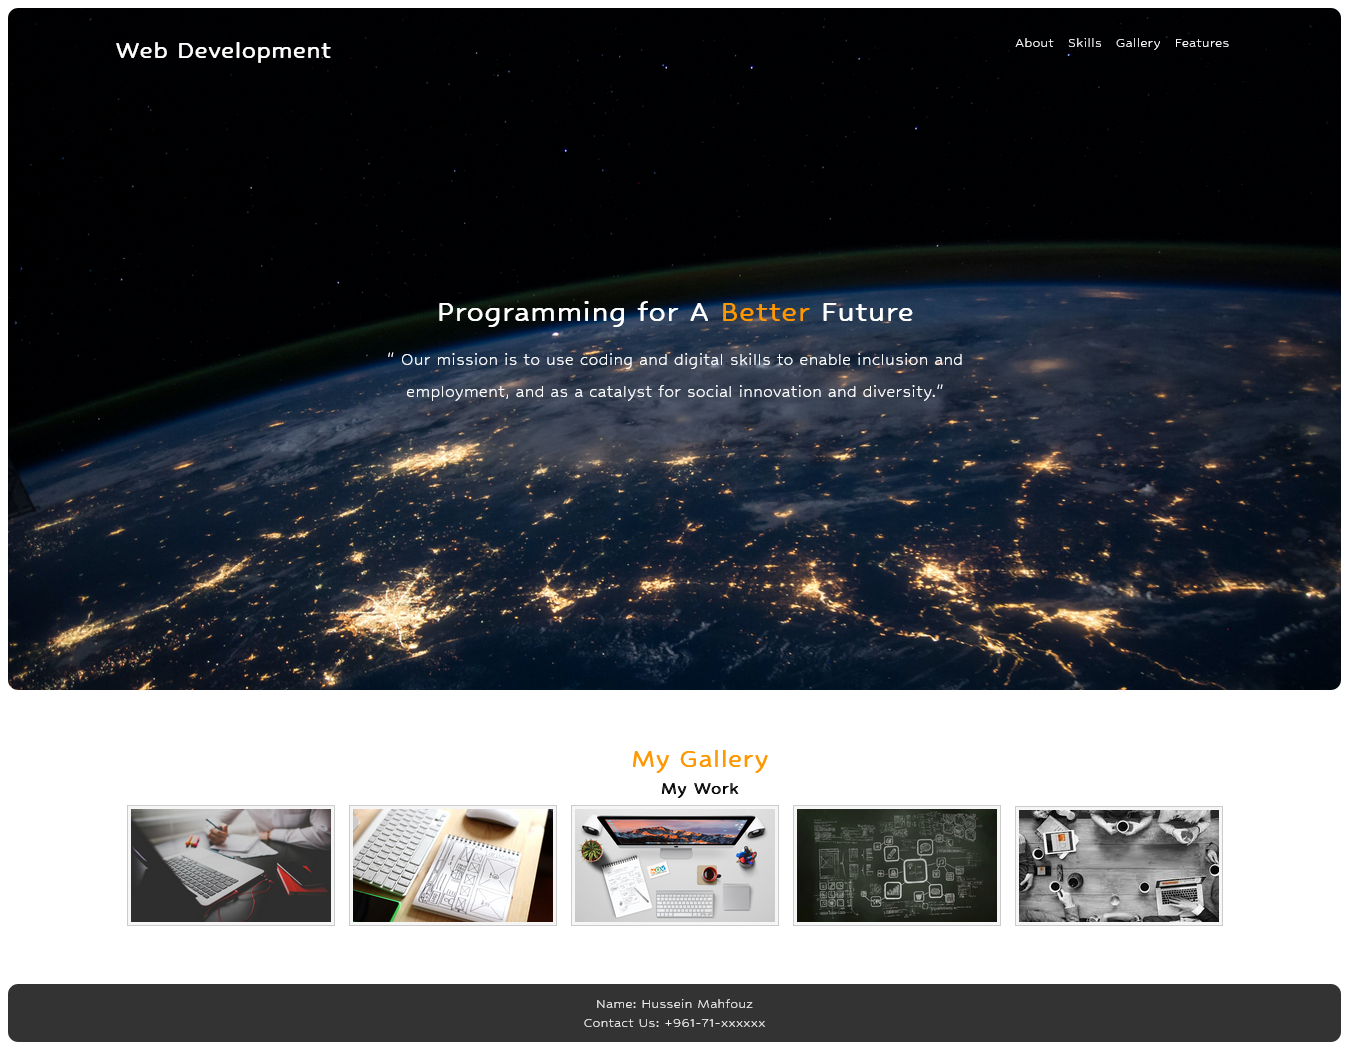 Web Development
About Skills Gallery Features
Programming for A Better Future
“ Our mission is to use coding and digital skills to enable inclusion and
employment, and as a catalyst for social innovation and diversity.”
My Gallery
My Work
Name: Hussein Mahfouz
Contact Us: +961-71-xxxxxx